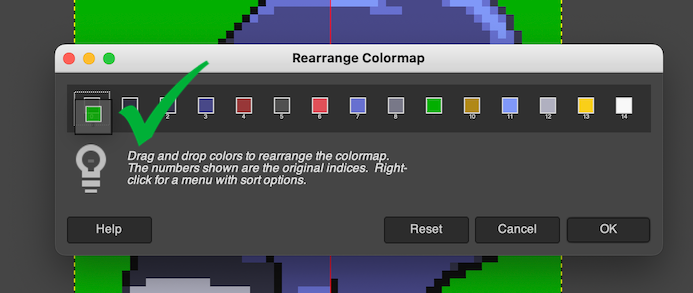 Rearrange Colormap
2 3 4 5 6 7 8 10 11 12 13 14
Drag and drop colors to rearrange the colormap.
The numbers shown are the original indices. Right-
click for a menu with sort options.
Help Reset Cancel OK